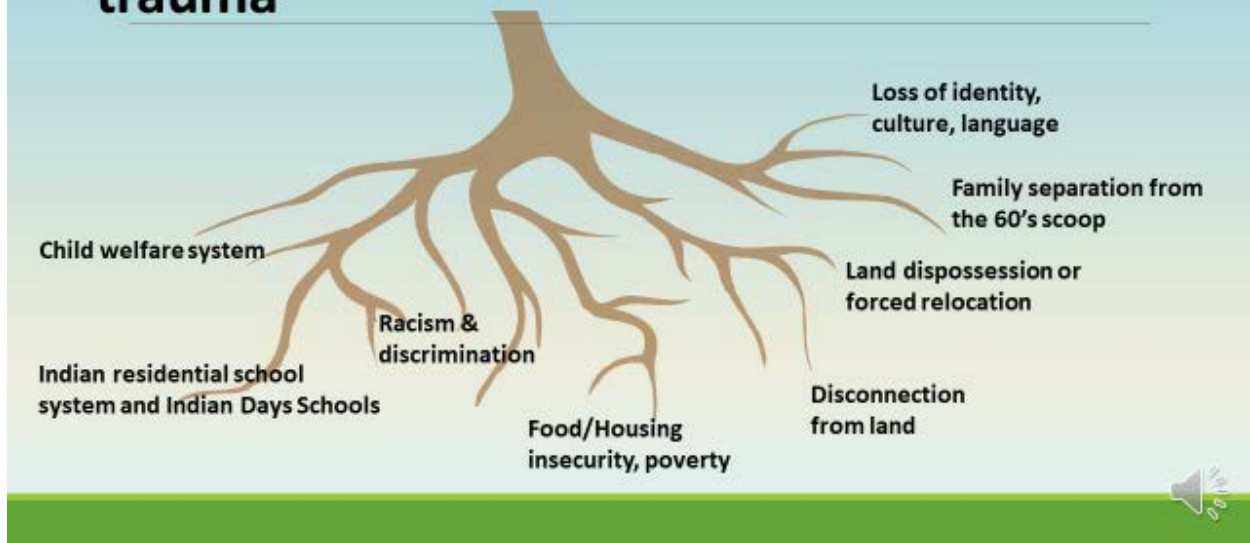 trauma
Loss of identity,
culture, language
Family separation from
the 60's scoop
Child welfare system
Land dispossession or
forced relocation
Racism &
discrimination
Indian residential school
system and Indian Days Schools
Disconnection
from land
Food/Housing
insecurity, poverty